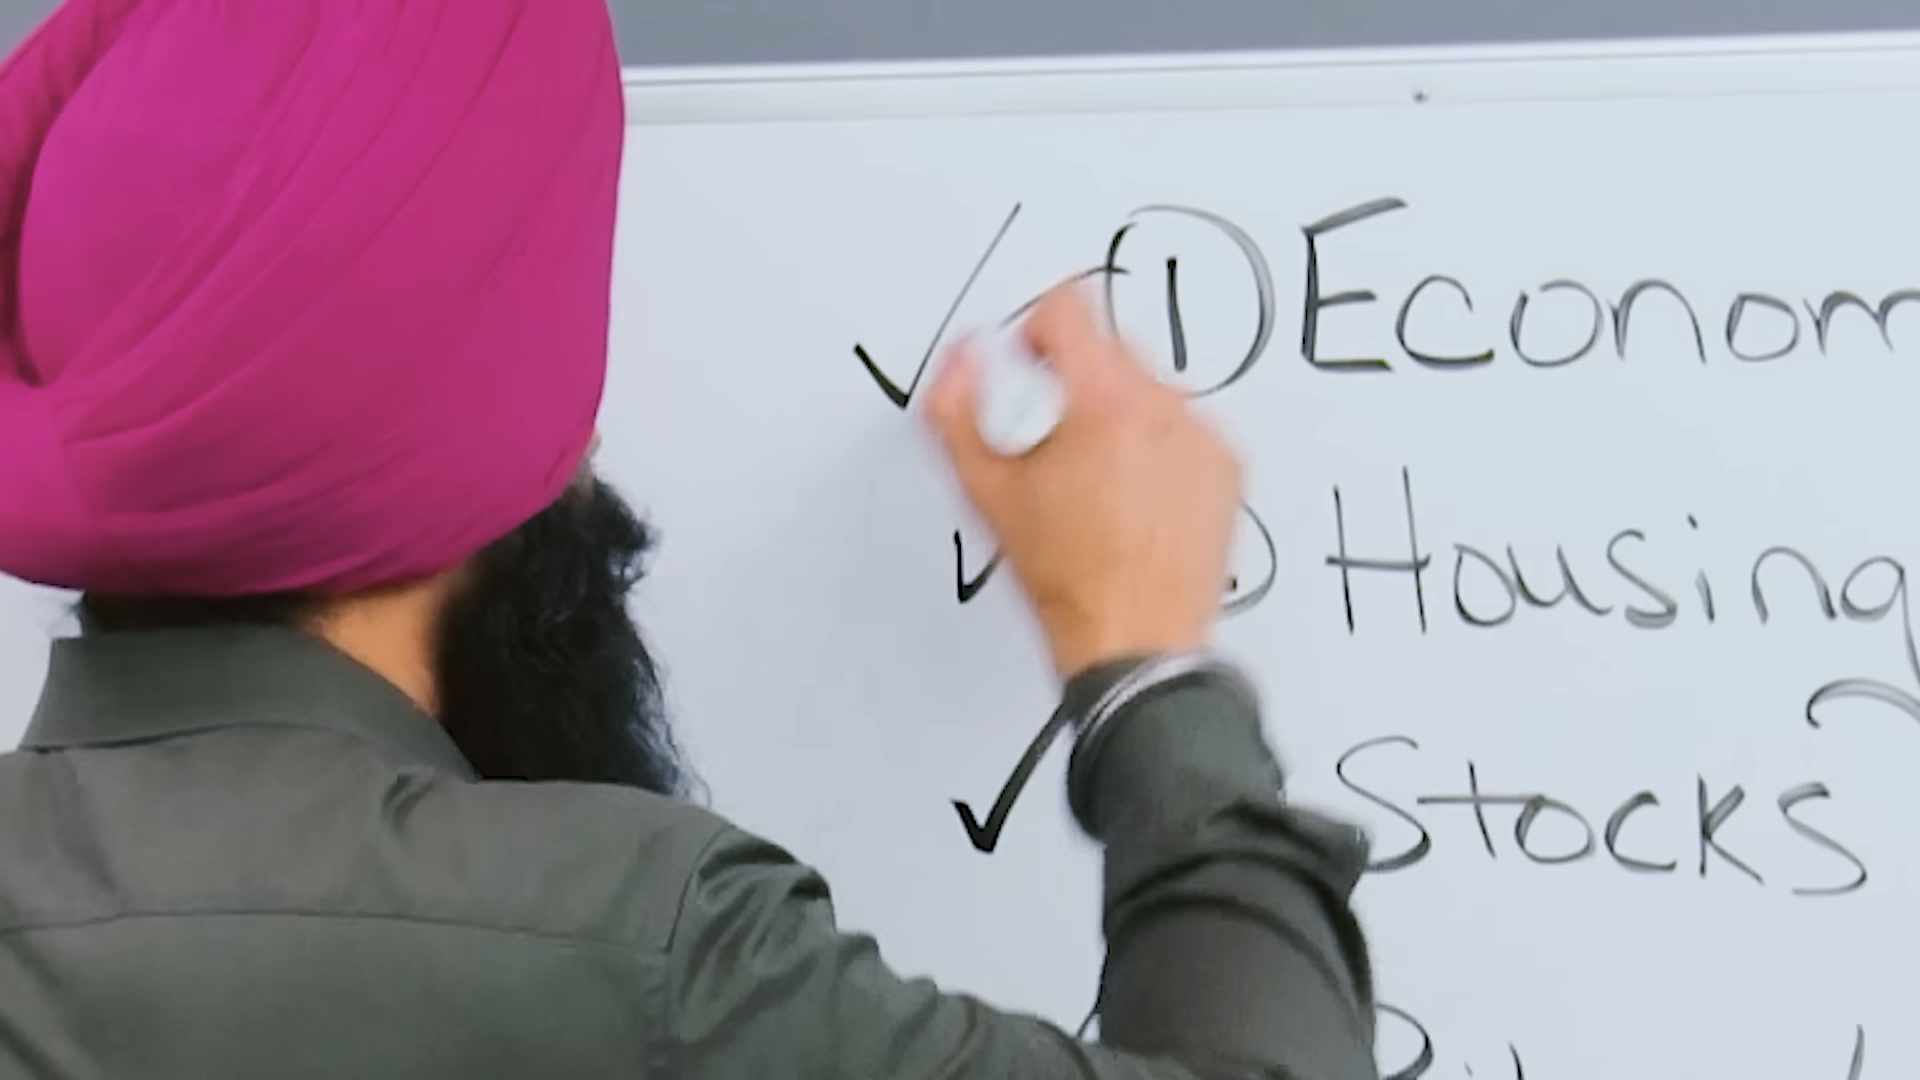 ✓ ① Econom
✓ Housing
✓ Stocks